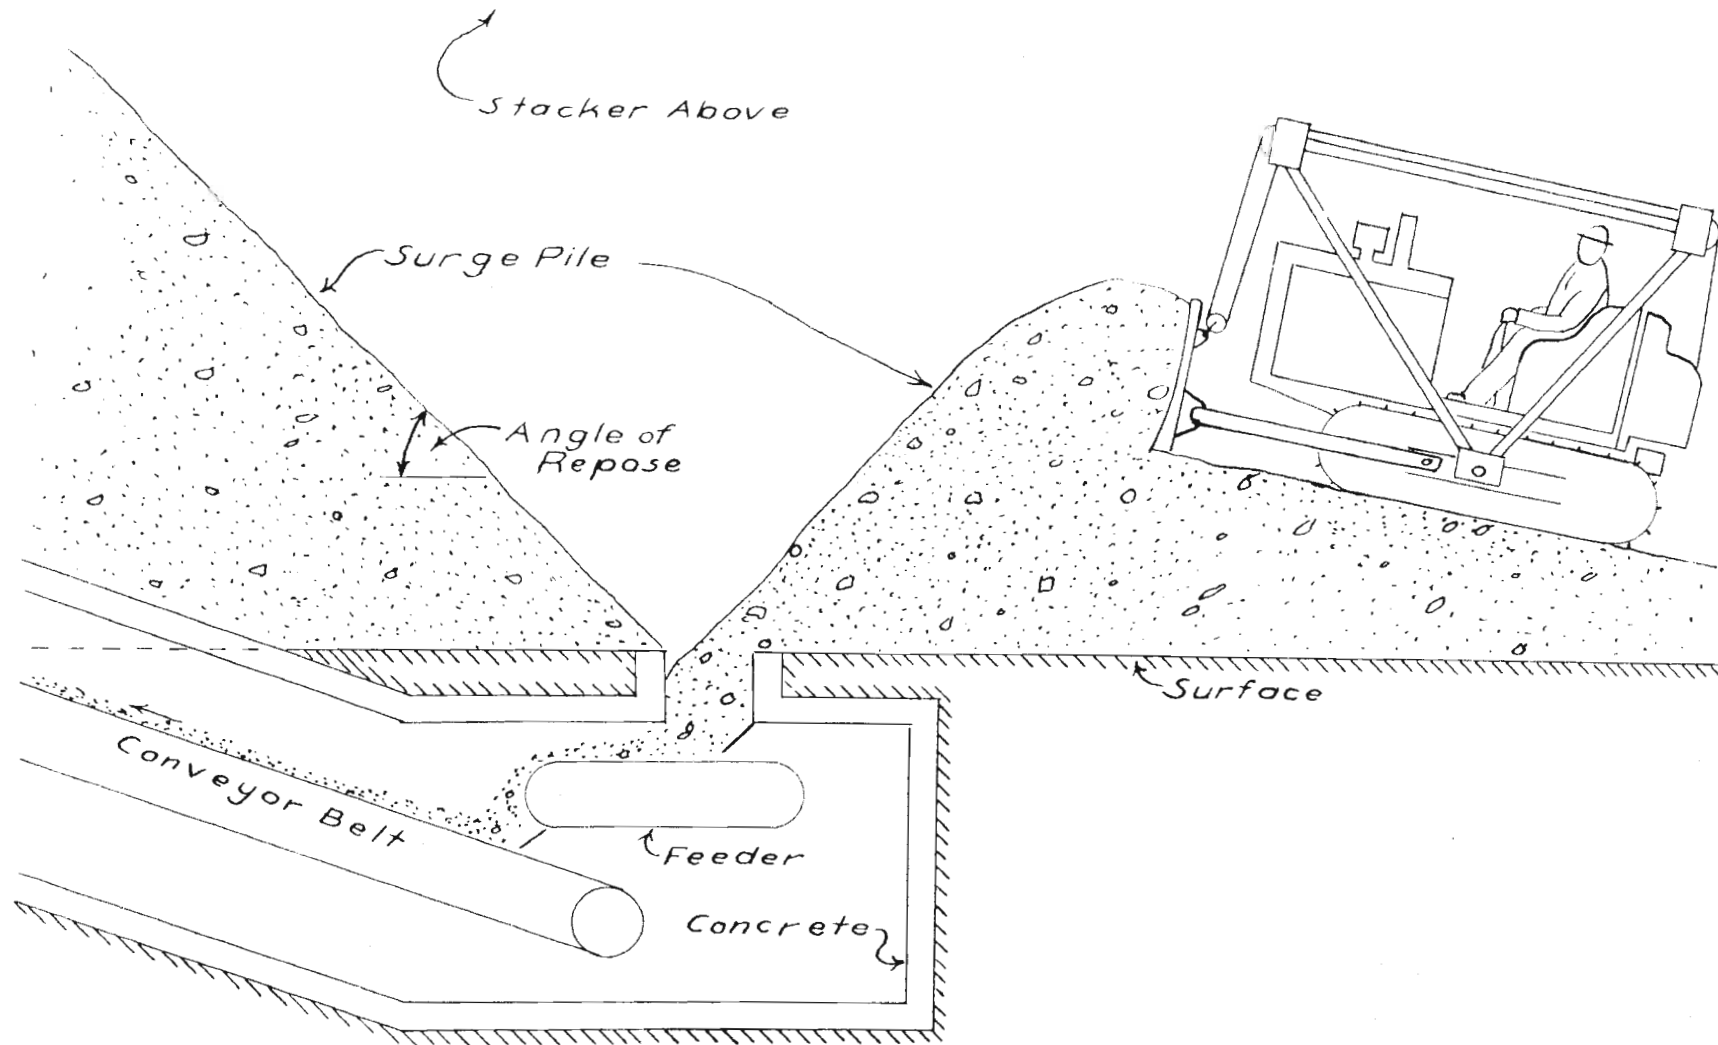 Stacker Above
Surge Pile
Angle of
Repose
Surface
Conveyor Belt
Feeder
Concrete